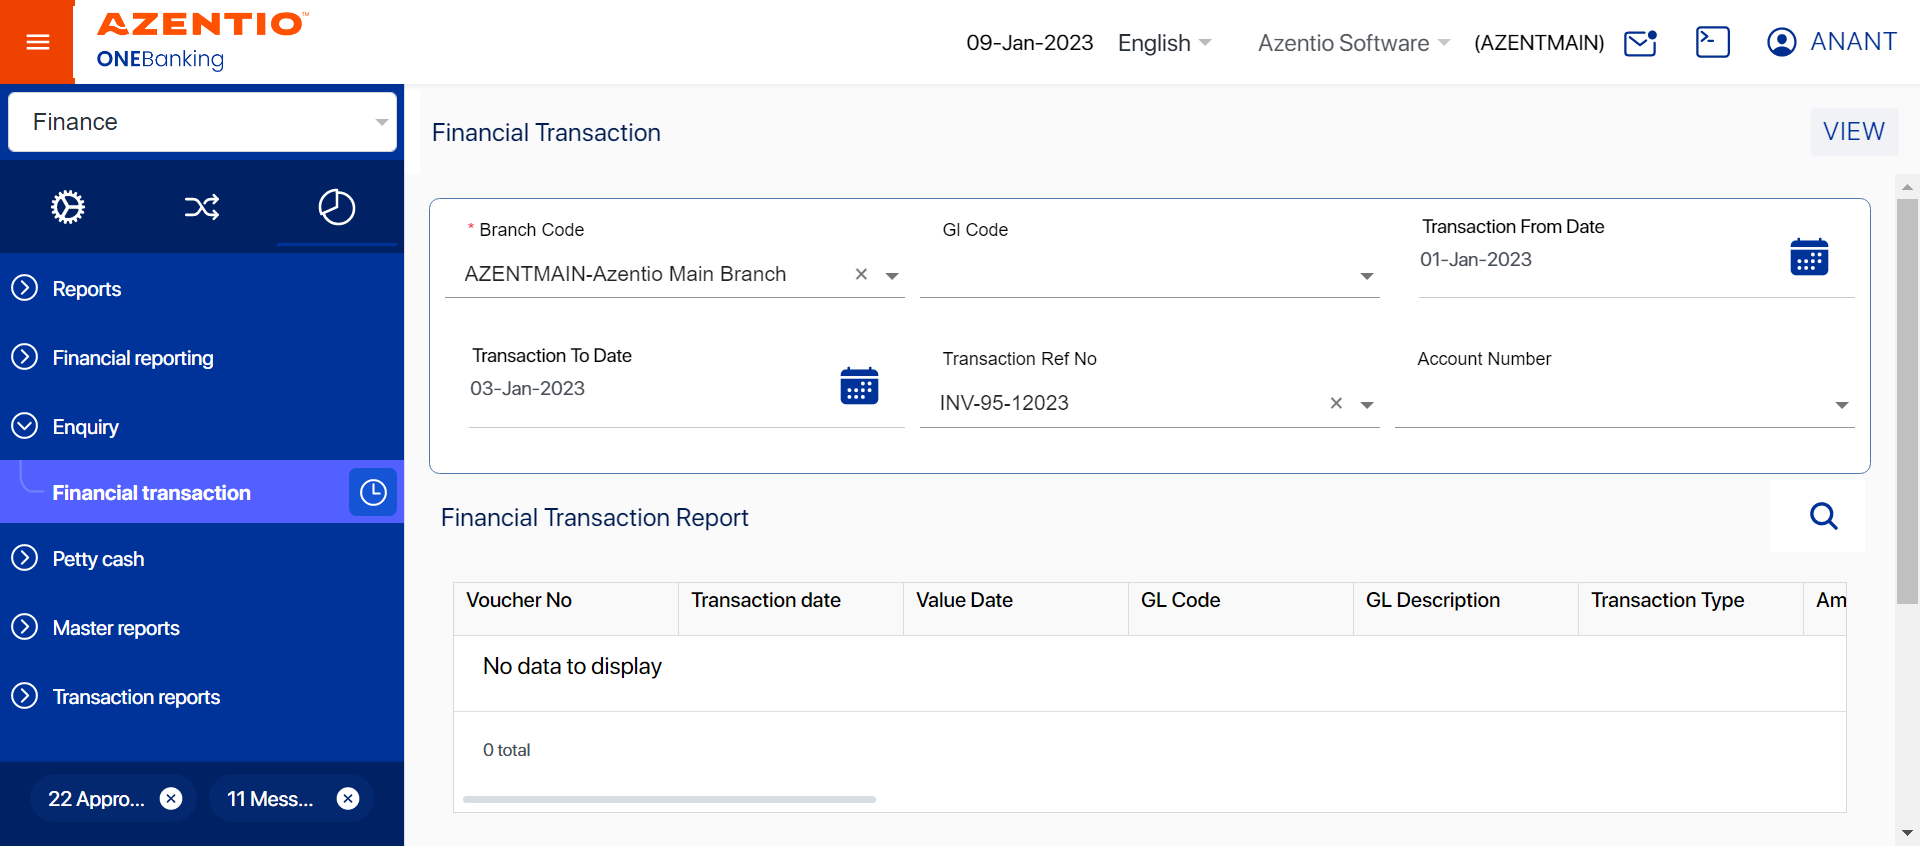 AZENTIO™
ONEBanking
09-Jan-2023
English
Azentio Software
(AZENTMAIN)
ANANT
Finance
Financial Transaction
VIEW
* Branch Code
AZENTMAIN-Azentio Main Branch
Gl Code
Transaction From Date
01-Jan-2023
Transaction To Date
03-Jan-2023
Transaction Ref No
INV-95-12023
Account Number
Reports
Financial reporting
Enquiry
Financial transaction
Petty cash
Master reports
Transaction reports
22 Appro...
11 Mess...
Financial Transaction Report
Voucher No
Transaction date
Value Date
GL Code
GL Description
Transaction Type
Am
No data to display
0 total